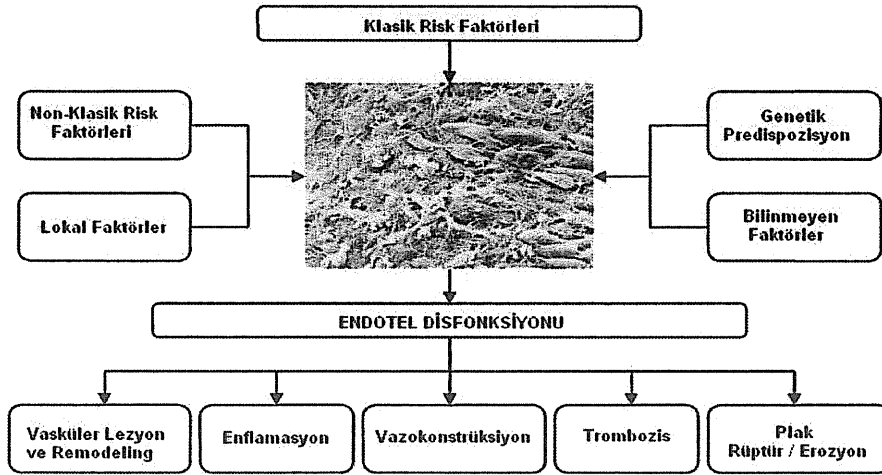 Klasik Risk Faktörleri
Non-Klasik Risk
Faktörleri
Lokal Faktörler
Genetik
Predispozisyon
Bilinmeyen
Faktörler
ENDOTEL DİSFONKSİYONU
Vasküler Lezyon
ve Remodeling
Enflamasyon
Vazokonstrüksiyon
Trombozis
Plak
Rüptür / Erozyon